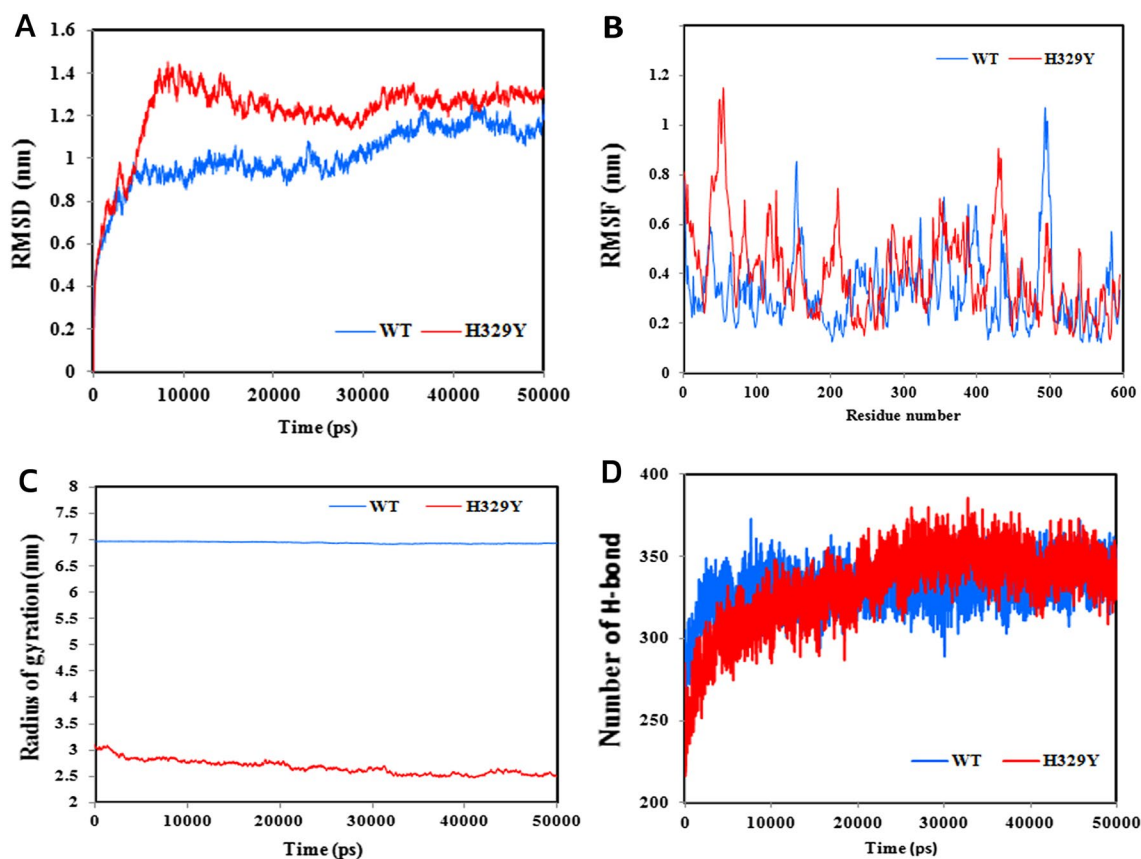 A
1.6
1.4
1.2
1
0.8
0.6
0.4
0.2
0
RMSD (nm)
WT H329Y
0 10000 20000 30000 40000 50000
Time (ps)
B
WT H329Y
1.2
1
0.8
0.6
0.4
0.2
0
RMSF (nm)
0 100 200 300 400 500 600
Residue number
C
8
7.5
7
6.5
6
5.5
5
4.5
4
3.5
3
2.5
2
Radius of gyration (nm)
WT H329Y
0 10000 20000 30000 40000 50000
Time (ps)
D
400
350
300
250
200
Number of H-bond
WT H329Y
0 10000 20000 30000 40000 50000
Time (ps)